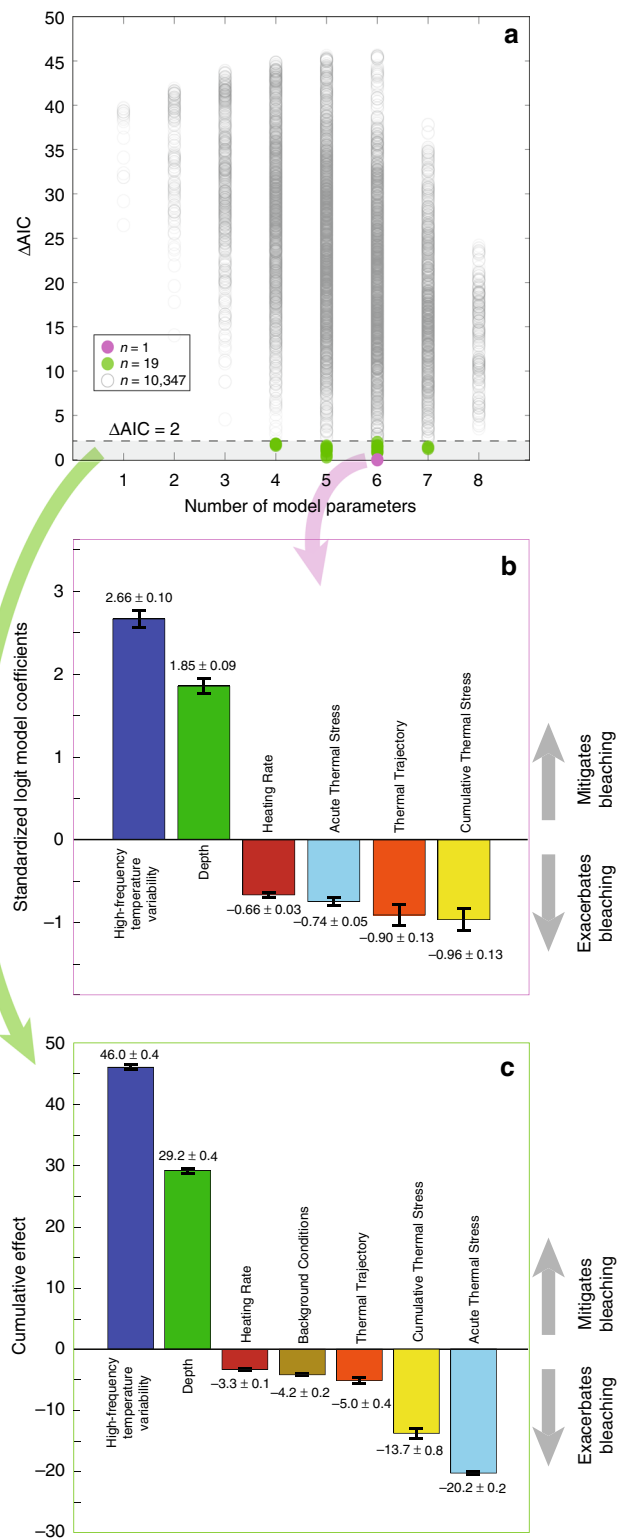 a
50
45
40
35
30
25
20
15
10
5
0
ΔAIC
n = 1
n = 19
n = 10,347
ΔAIC = 2
1 2 3 4 5 6 7 8
Number of model parameters
b
3
2
1
0
−1
Standardized logit model coefficients
2.66 ± 0.10
1.85 ± 0.09
−0.66 ± 0.03
−0.74 ± 0.05
−0.90 ± 0.13
−0.96 ± 0.13
High-frequency
temperature
variability
Depth
Heating Rate
Acute Thermal Stress
Thermal Trajectory
Cumulative Thermal Stress
Mitigates
bleaching
Exacerbates
bleaching
c
50
40
30
20
10
0
−10
−20
−30
Cumulative effect
46.0 ± 0.4
29.2 ± 0.4
−3.3 ± 0.1
−4.2 ± 0.2
−5.0 ± 0.4
−13.7 ± 0.8
−20.2 ± 0.2
High-frequency
temperature
variability
Depth
Heating Rate
Background Conditions
Thermal Trajectory
Cumulative Thermal Stress
Acute Thermal Stress
Mitigates
bleaching
Exacerbates
bleaching